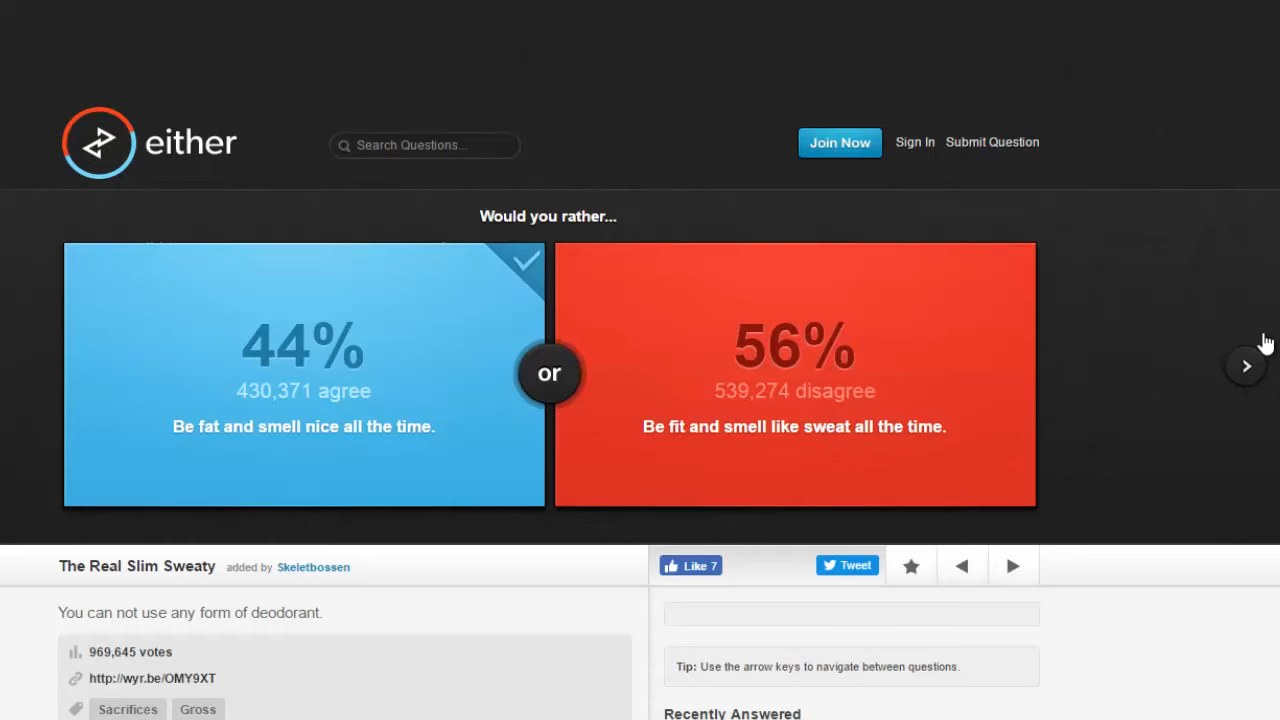 either
Search Questions...
Join Now
Sign In
Submit Question
Would you rather...
44%
430,371 agree
Be fat and smell nice all the time.
or
56%
539,274 disagree
Be fit and smell like sweat all the time.
The Real Slim Sweaty added by Skeletbossen
Like 7
Tweet
You can not use any form of deodorant.
969,645 votes
http://wyr.be/OMY9XT
Sacrifices
Gross
Tip: Use the arrow keys to navigate between questions.
Recently Answered